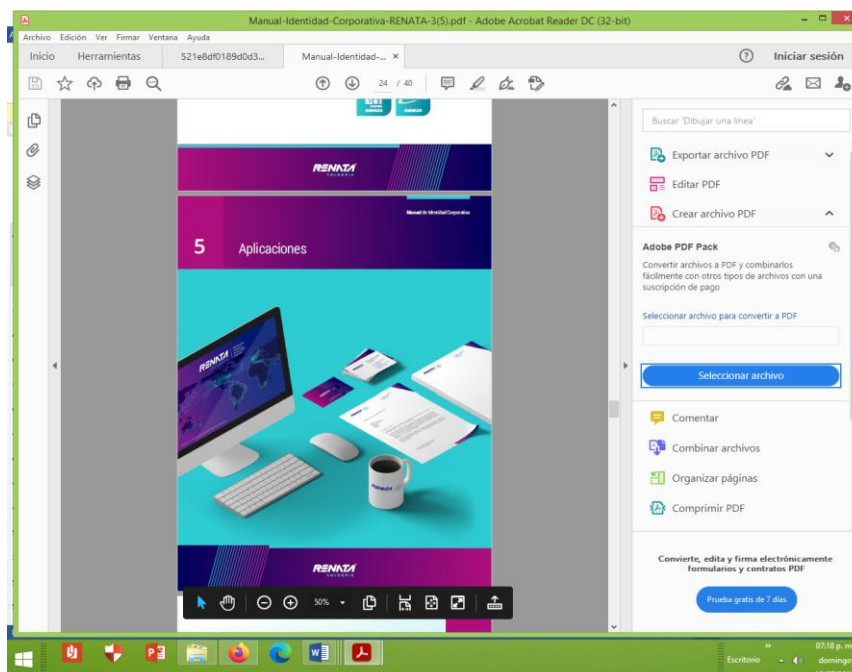 Manual-Identidad-Corporativa-RENATA-3(5).pdf - Adobe Acrobat Reader DC (32-bit)
Archivo Edición Ver Firmar Ventana Ayuda
Inicio Herramientas 521e8df0189d0d3... Manual-Identidad-... × Iniciar sesión
24 / 40
Buscar 'Dibujar una línea'
Exportar archivo PDF
Editar PDF
Crear archivo PDF
Adobe PDF Pack
Convertir archivos a PDF y combinarlos
fácilmente con otros tipos de archivos con una
suscripción de pago
Seleccionar archivo para convertir a PDF
Seleccionar archivo
Comentar
Combinar archivos
Organizar páginas
Comprimir PDF
Convierte, edita y firma electrónicamente
formularios y contratos PDF
Prueba gratis de 7 días
RENATA
COLOMBIA
Manual de Identidad Corporativa
5 Aplicaciones
RENATA
RENATA
RENATA
COLOMBIA
50%
Escritorio
07:18 p. m
domingo